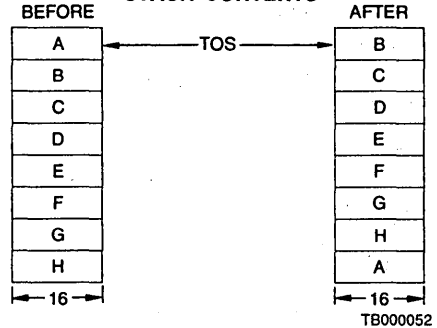 BEFORE AFTER
A TOS B
B C
C D
D E
E F
F G
G H
H A
16 16
TB000052